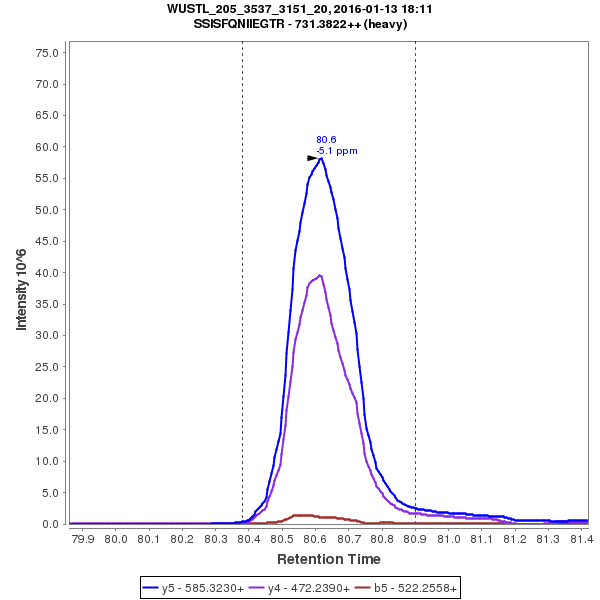 WUSTL_205_3537_3151_20, 2016-01-13 18:11
SSISFQNIIEGTR - 731.3822++ (heavy)
75.0
70.0
65.0
60.0
55.0
50.0
45.0
40.0
35.0
30.0
25.0
20.0
15.0
10.0
5.0
0.0
Intensity 10^6
80.6
-5.1 ppm
79.9 80.0 80.1 80.2 80.3 80.4 80.5 80.6 80.7 80.8 80.9 81.0 81.1 81.2 81.3 81.4
Retention Time
y5 - 585.3230+ y4 - 472.2390+ b5 - 522.2558+